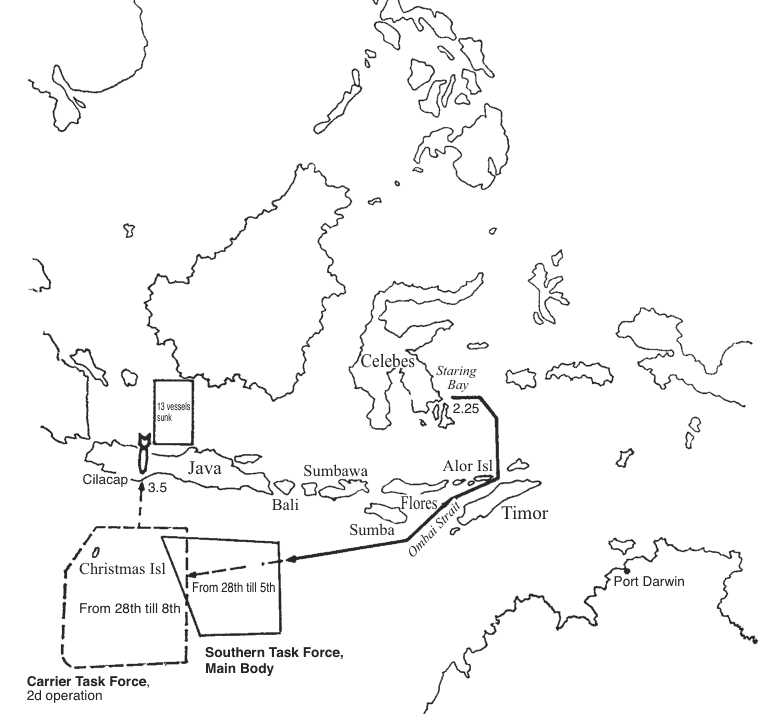 Celebes
Staring
Bay
2.25
13 vessels
sunk
Java
Cilacap
3.5
Bali
Sumbawa
Flores
Sumba
Alor Isl
Ombai Strait
Timor
Christmas Isl
From 28th till 8th
From 28th till 5th
Port Darwin
Southern Task Force,
Main Body
Carrier Task Force,
2d operation